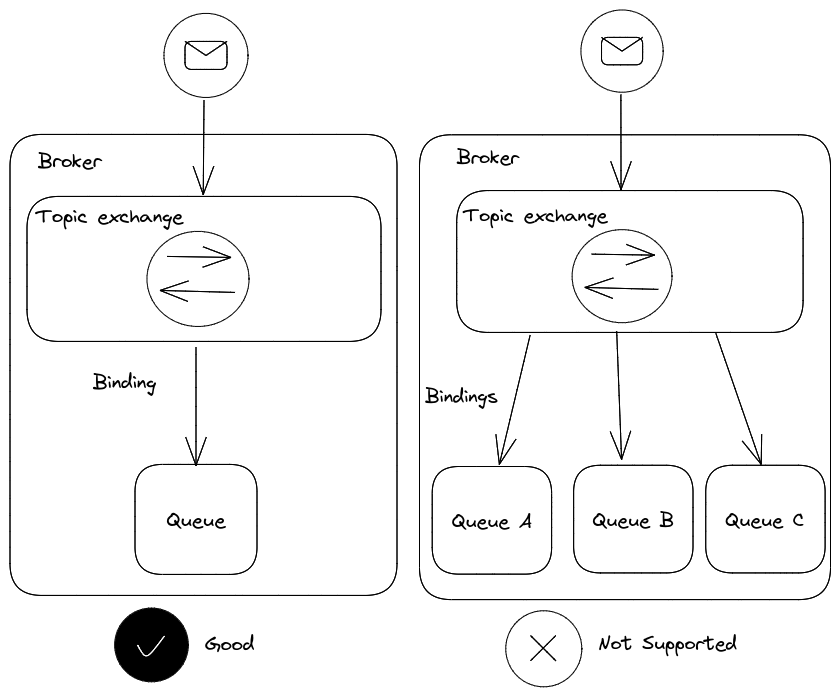 Broker
Topic exchange
Binding
Queue
Good
Broker
Topic exchange
Bindings
Queue A
Queue B
Queue C
Not Supported